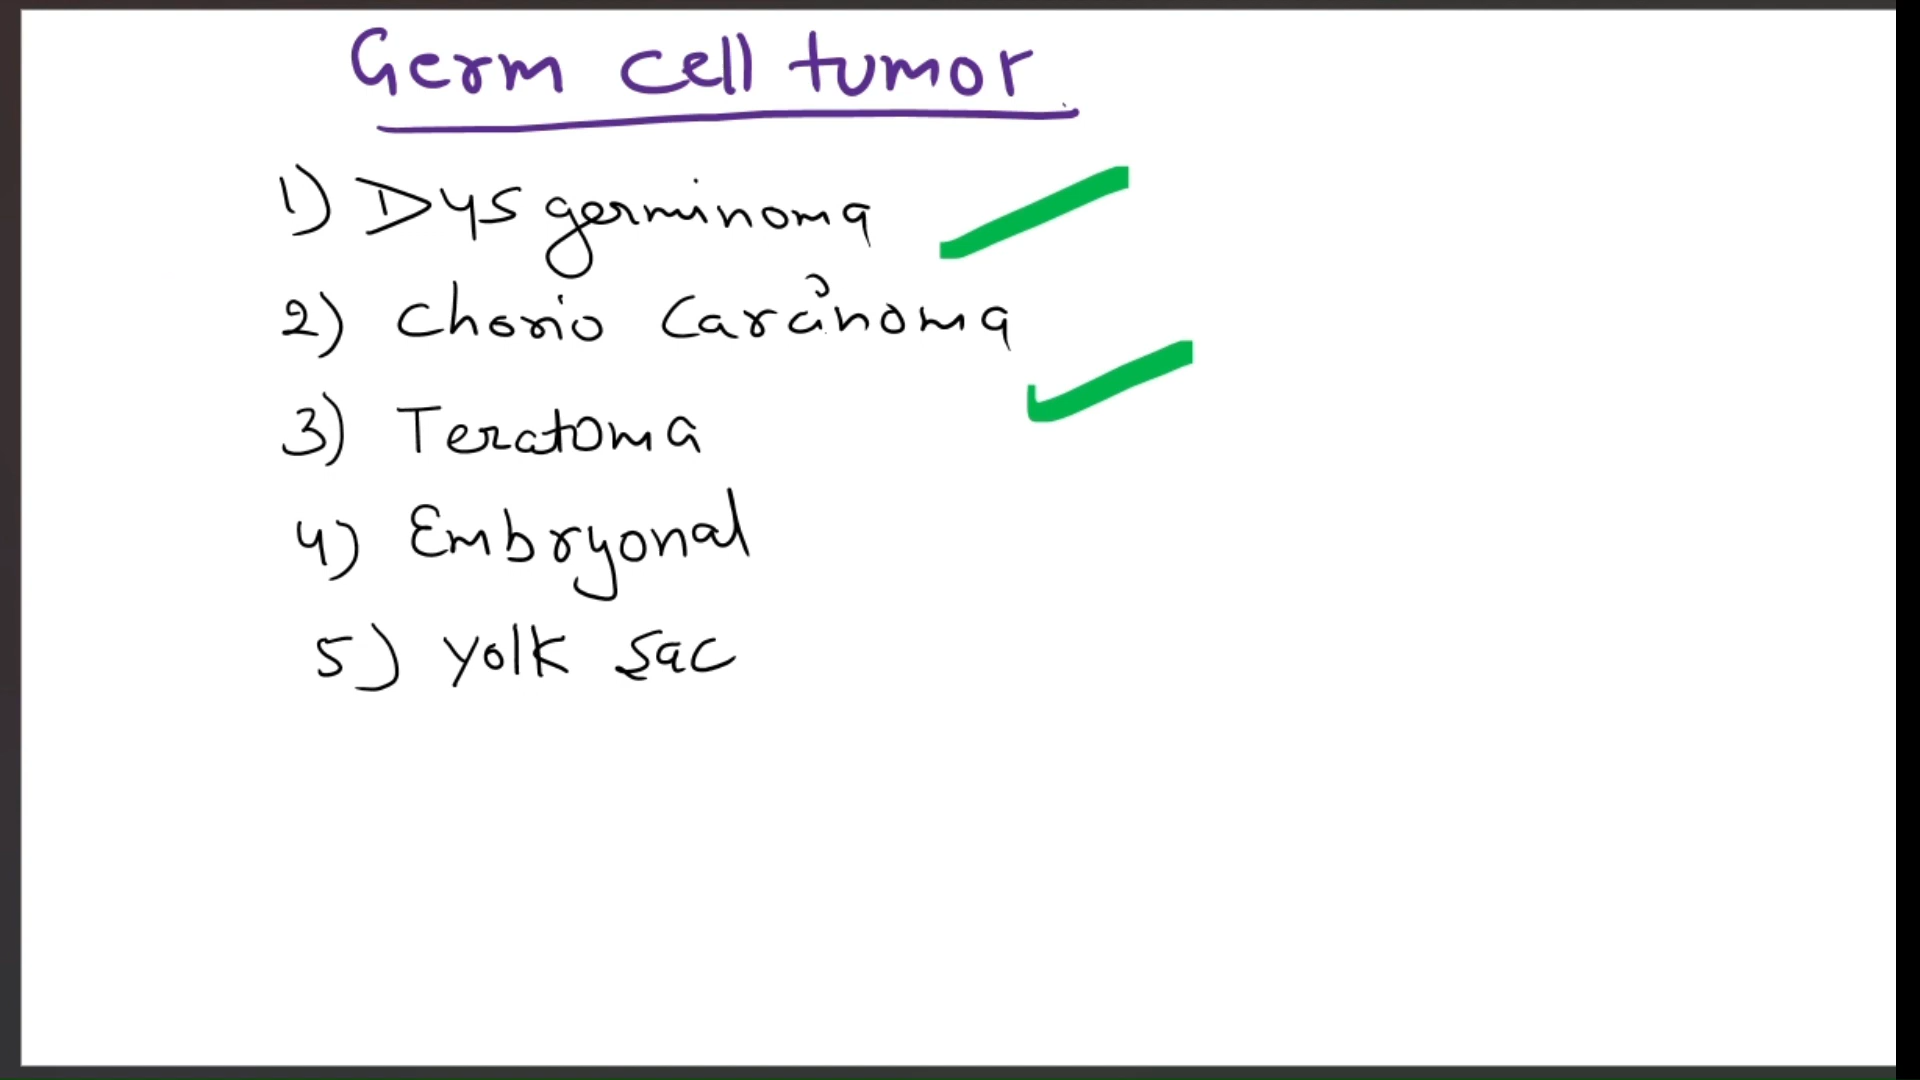 Germ cell tumor
1) Dysgerminoma
2) Chorio Carcinoma
3) Teratoma
4) Embryonal
5) Yolk sac